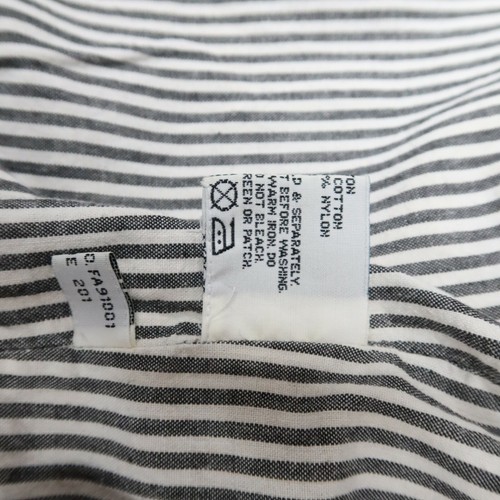 TON
COTTON
% NYLON
D & SEPARATELY.
T BEFORE WASHING.
WARM IRON. DO
O NOT BLEACH.
REEN OR PATCH.
O. FA91001
E 201